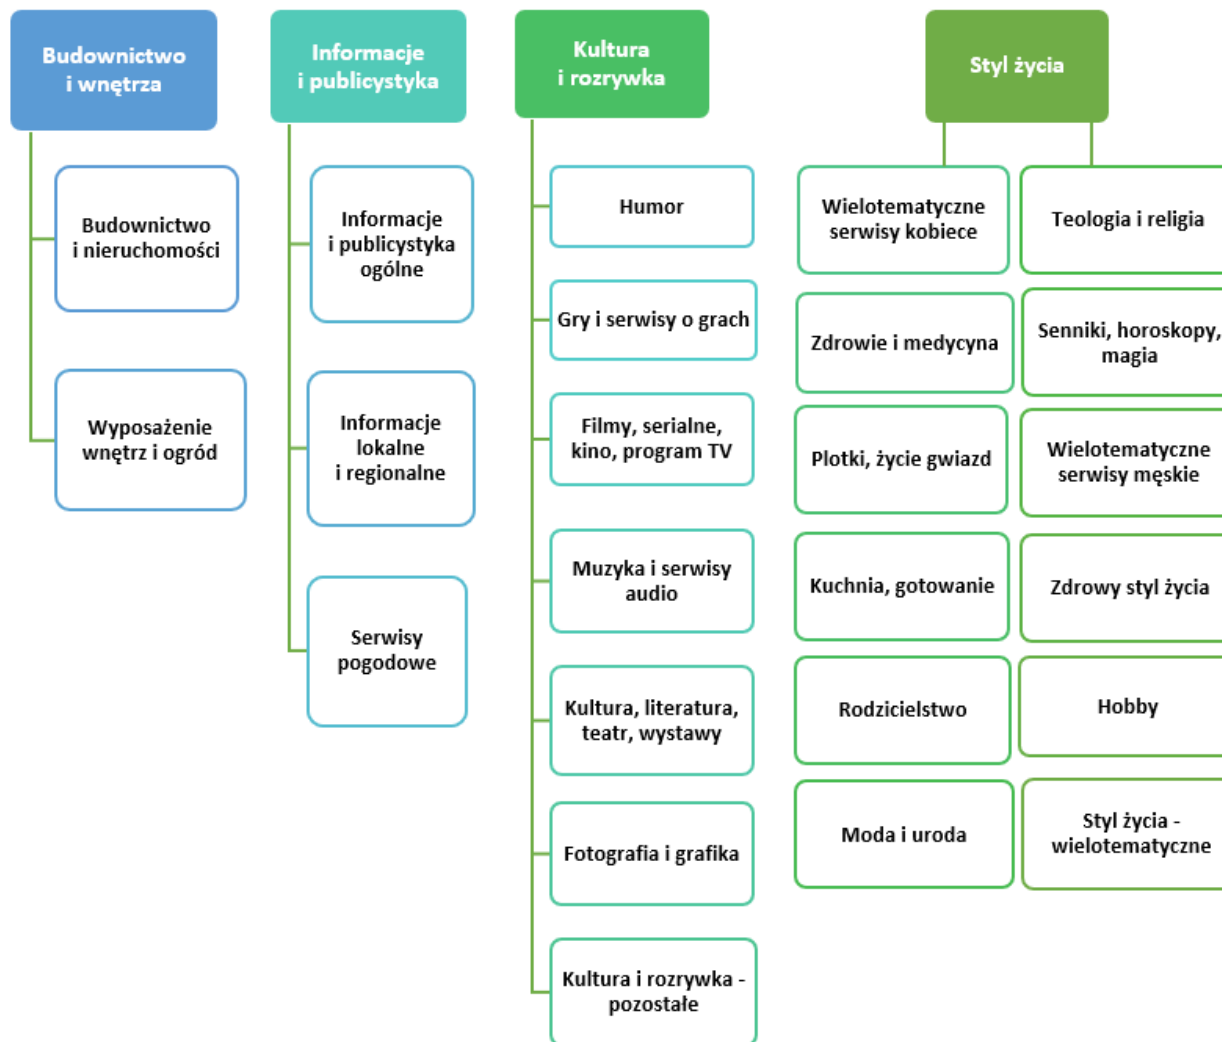 Budownictwo
i wnętrza
Budownictwo
i nieruchomości
Wyposażenie
wnętrz i ogród
Informacje
i publicystyka
Informacje
i publicystyka
ogólne
Informacje
lokalne
i regionalne
Serwisy
pogodowe
Kultura
i rozrywka
Humor
Gry i serwisy o grach
Filmy, serialne,
kino, program TV
Muzyka i serwisy
audio
Kultura, literatura,
teatr, wystawy
Fotografia i grafika
Kultura i rozrywka -
pozostałe
Styl życia
Wielotematyczne
serwisy kobiece
Zdrowie i medycyna
Plotki, życie gwiazd
Kuchnia, gotowanie
Rodzicielstwo
Moda i uroda
Teologia i religia
Senniki, horoskopy,
magia
Wielotematyczne
serwisy męskie
Zdrowy styl życia
Hobby
Styl życia -
wielotematyczne